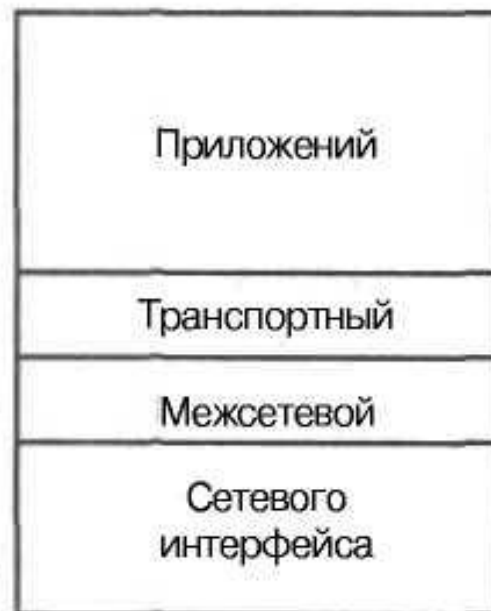 Приложений
Транспортный
Межсетевой
Сетевого
интерфейса